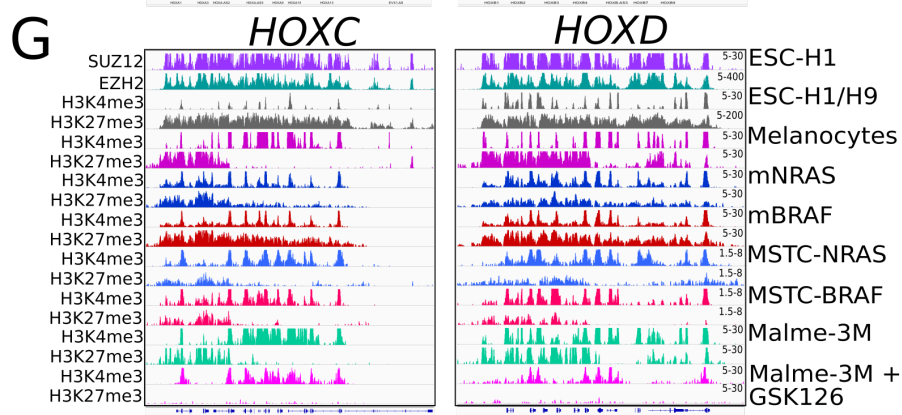 G
HOXC HOXD
SUZ12 5-30 ESC-H1
EZH2 5-400
H3K4me3 5-30 ESC-H1/H9
H3K27me3 5-200
H3K4me3 5-30 Melanocytes
H3K27me3 5-30
H3K4me3 5-30 mNRAS
H3K27me3 5-30
H3K4me3 5-30 mBRAF
H3K27me3 5-30
H3K4me3 1.5-8 MSTC-NRAS
H3K27me3 1.5-8
H3K4me3 1.5-8 MSTC-BRAF
H3K27me3 1.5-8
H3K4me3 5-30 Malme-3M
H3K27me3 5-30
H3K4me3 5-30 Malme-3M +
H3K27me3 5-30 GSK126